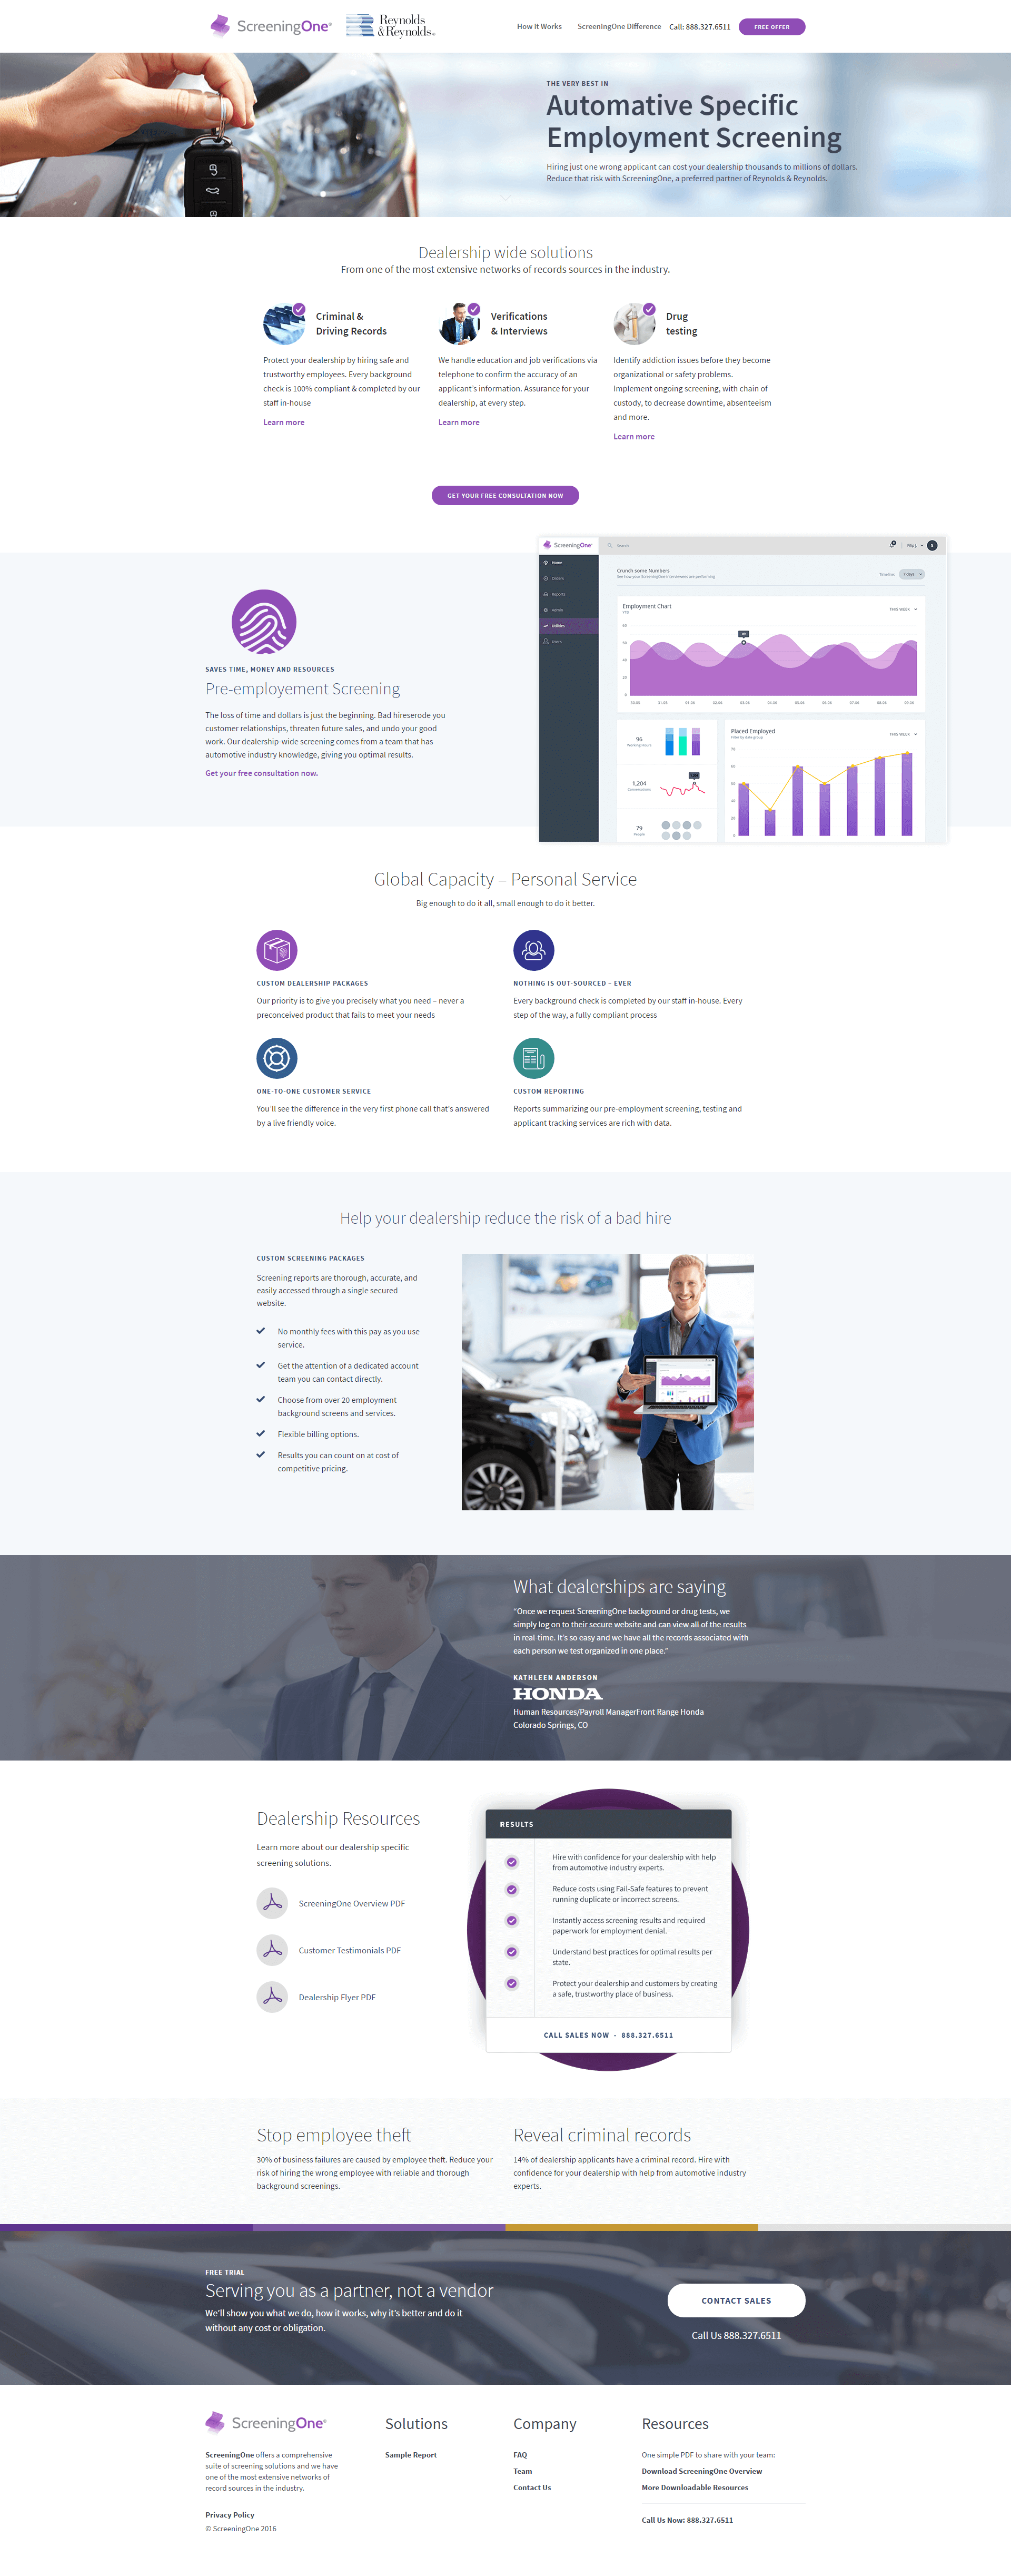 ScreeningOne®
Reynolds
& Reynolds®
How it Works
ScreeningOne Difference
Call: 888.327.6511
FREE OFFER
THE VERY BEST IN
Automative Specific
Employment Screening
Hiring just one wrong applicant can cost your dealership thousands to millions of dollars.
Reduce that risk with ScreeningOne, a preferred partner of Reynolds & Reynolds.
Dealership wide solutions
From one of the most extensive networks of records sources in the industry.
Criminal &
Driving Records
Protect your dealership by hiring safe and
trustworthy employees. Every background
check is 100% compliant & completed by our
staff in-house
Learn more
Verifications
& Interviews
We handle education and job verifications via
telephone to confirm the accuracy of an
applicant's information. Assurance for your
dealership, at every step.
Learn more
Drug
testing
Identify addiction issues before they become
organizational or safety problems.
Implement ongoing screening, with chain of
custody, to decrease downtime, absenteeism
and more.
Learn more
GET YOUR FREE CONSULTATION NOW
SAVES TIME, MONEY AND RESOURCES
Pre-employement Screening
The loss of time and dollars is just the beginning. Bad hireserode you
customer relationships, threaten future sales, and undo your good
work. Our dealership-wide screening comes from a team that has
automotive industry knowledge, giving you optimal results.
Get your free consultation now.
ScreeningOne
Search
Home
Orders
Reports
Admin
Utilities
Users
Crunch some Numbers
See how your ScreeningOne interviewees are performing
Timeline:
7 days
Employment Chart
YTD
THIS WEEK
96
Working Hours
1,204
Conversations
79
People
Placed Employed
Filter by Data group
THIS WEEK
Global Capacity – Personal Service
Big enough to do it all, small enough to do it better.
CUSTOM DEALERSHIP PACKAGES
Our priority is to give you precisely what you need – never a
preconceived product that fails to meet your needs
NOTHING IS OUT-SOURCED – EVER
Every background check is completed by our staff in-house. Every
step of the way, a fully compliant process
ONE-TO-ONE CUSTOMER SERVICE
You'll see the difference in the very first phone call that's answered
by a live friendly voice.
CUSTOM REPORTING
Reports summarizing our pre-employment screening, testing and
applicant tracking services are rich with data.
Help your dealership reduce the risk of a bad hire
CUSTOM SCREENING PACKAGES
Screening reports are thorough, accurate, and
easily accessed through a single secured
website.
No monthly fees with this pay as you use
service.
Get the attention of a dedicated account
team you can contact directly.
Choose from over 20 employment
background screens and services.
Flexible billing options.
Results you can count on at cost of
competitive pricing.
What dealerships are saying
“Once we request ScreeningOne background or drug tests, we
simply log on to their secure website and can view all of the results
in real-time. It's so easy and we have all the records associated with
each person we test organized in one place.”
KATHLEEN ANDERSON
HONDA
Human Resources/Payroll ManagerFront Range Honda
Colorado Springs, CO
Dealership Resources
Learn more about our dealership specific
screening solutions.
ScreeningOne Overview PDF
Customer Testimonials PDF
Dealership Flyer PDF
RESULTS
Hire with confidence for your dealership with help
from automotive industry experts.
Reduce costs using Fail-Safe features to prevent
running duplicate or incorrect screens.
Instantly access screening results and required
paperwork for employment denial.
Understand best practices for optimal results per
state.
Protect your dealership and customers by creating
a safe, trustworthy place of business.
CALL SALES NOW - 888.327.6511
Stop employee theft
30% of business failures are caused by employee theft. Reduce your
risk of hiring the wrong employee with reliable and thorough
background screenings.
Reveal criminal records
14% of dealership applicants have a criminal record. Hire with
confidence for your dealership with help from automotive industry
experts.
FREE TRIAL
Serving you as a partner, not a vendor
We'll show you what we do, how it works, why it's better and do it
without any cost or obligation.
CONTACT SALES
Call Us 888.327.6511
ScreeningOne®
ScreeningOne offers a comprehensive
suite of screening solutions and we have
one of the most extensive networks of
record sources in the industry.
Privacy Policy
© ScreeningOne 2016
Solutions
Sample Report
Company
FAQ
Team
Contact Us
Resources
One simple PDF to share with your team:
Download ScreeningOne Overview
More Downloadable Resources
Call Us Now: 888.327.6511